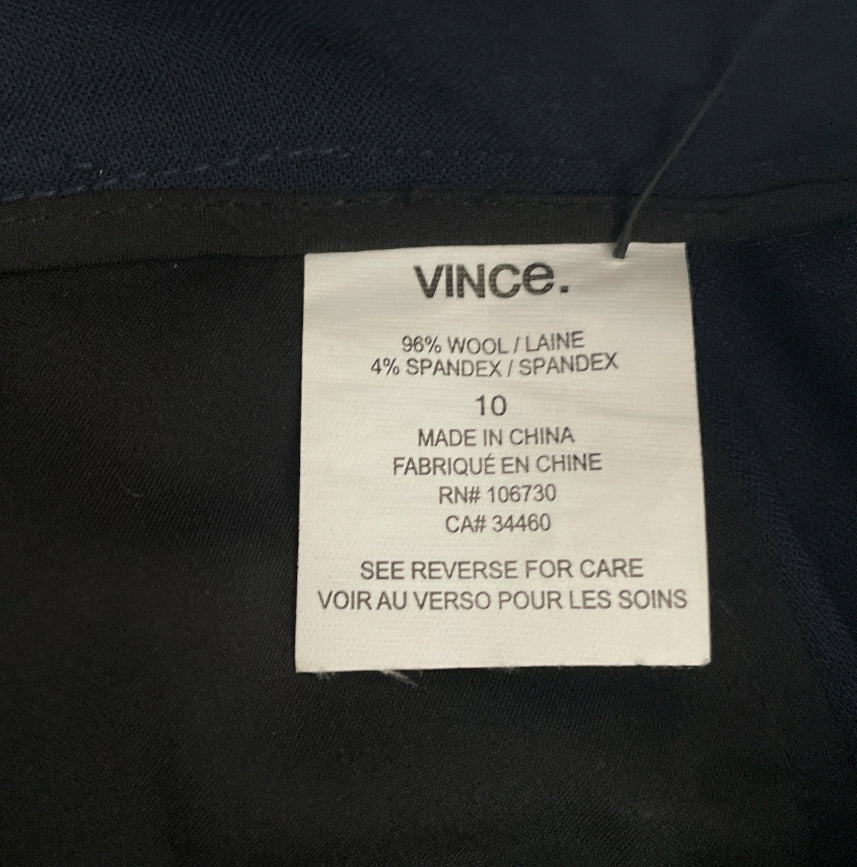 VINCe.
96% WOOL / LAINE
4% SPANDEX / SPANDEX
10
MADE IN CHINA
FABRIQUÉ EN CHINE
RN# 106730
CA# 34460
SEE REVERSE FOR CARE
VOIR AU VERSO POUR LES SOINS